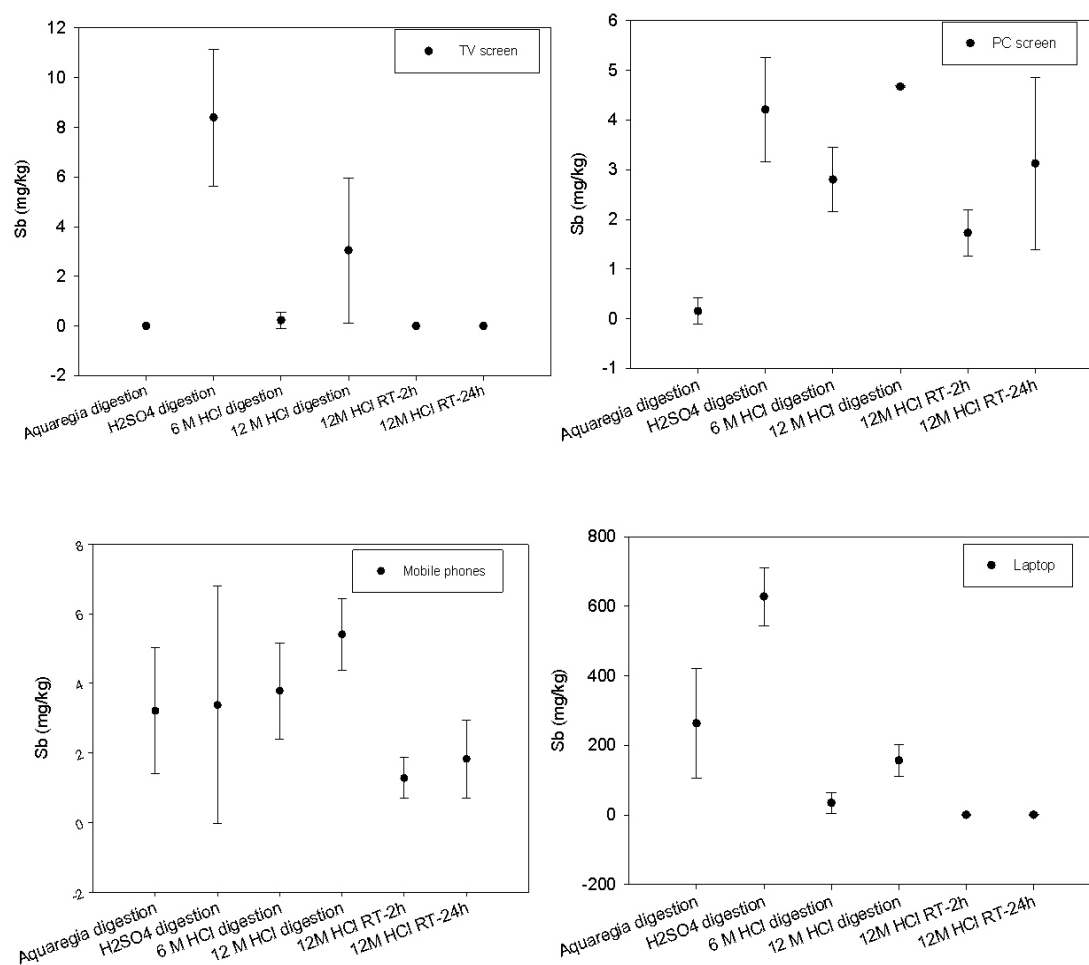 12
10
8
6
4
2
0
-2
Sb (mg/kg)
TV screen
Aquaregia digestion
H2SO4 digestion
6 M HCl digestion
12 M HCl digestion
12M HCl RT-2h
12M HCl RT-24h
6
5
4
3
2
1
0
-1
Sb (mg/kg)
PC screen
Aquaregia digestion
H2SO4 digestion
6 M HCl digestion
12 M HCl digestion
12M HCl RT-2h
12M HCl RT-24h
8
6
4
2
0
-2
Sb (mg/kg)
Mobile phones
Aquaregia digestion
H2SO4 digestion
6 M HCl digestion
12 M HCl digestion
12M HCl RT-2h
12M HCl RT-24h
800
600
400
200
0
-200
Sb (mg/kg)
Laptop
Aquaregia digestion
H2SO4 digestion
6 M HCl digestion
12 M HCl digestion
12M HCl RT-2h
12M HCl RT-24h